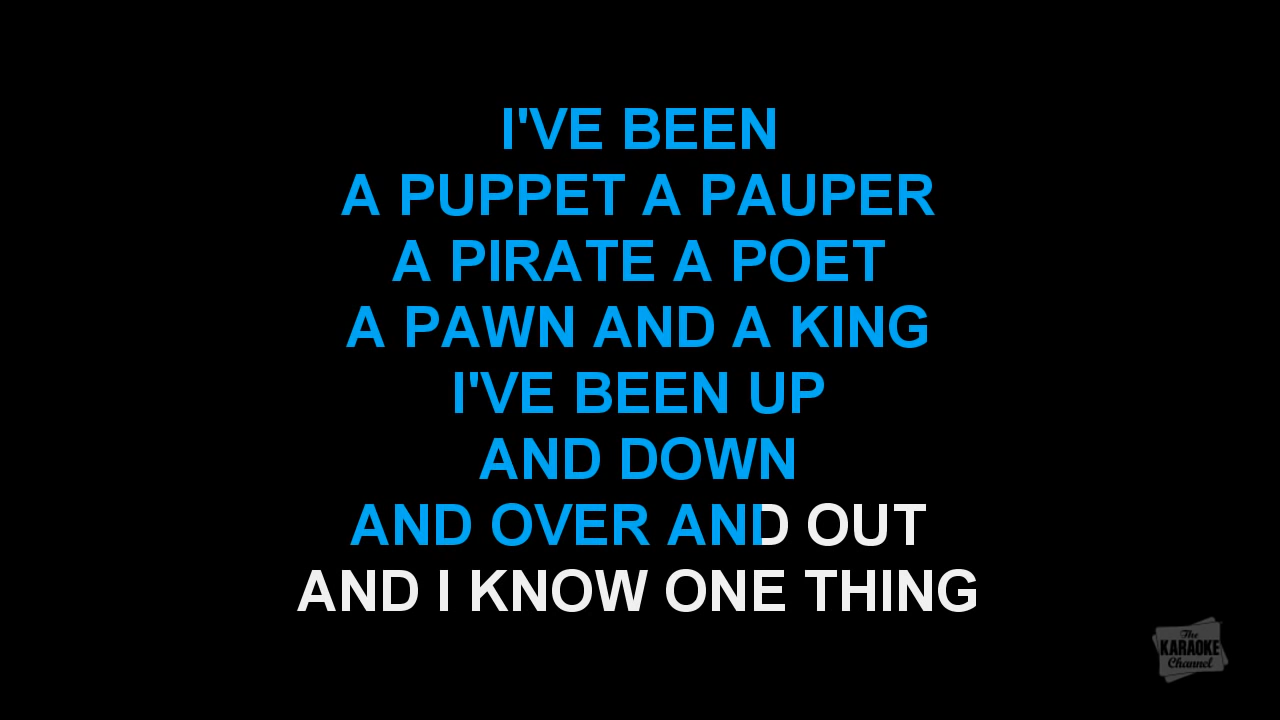 I'VE BEEN
A PUPPET A PAUPER
A PIRATE A POET
A PAWN AND A KING
I'VE BEEN UP
AND DOWN
AND OVER AND OUT
AND I KNOW ONE THING
The
KARAOKE
Channel